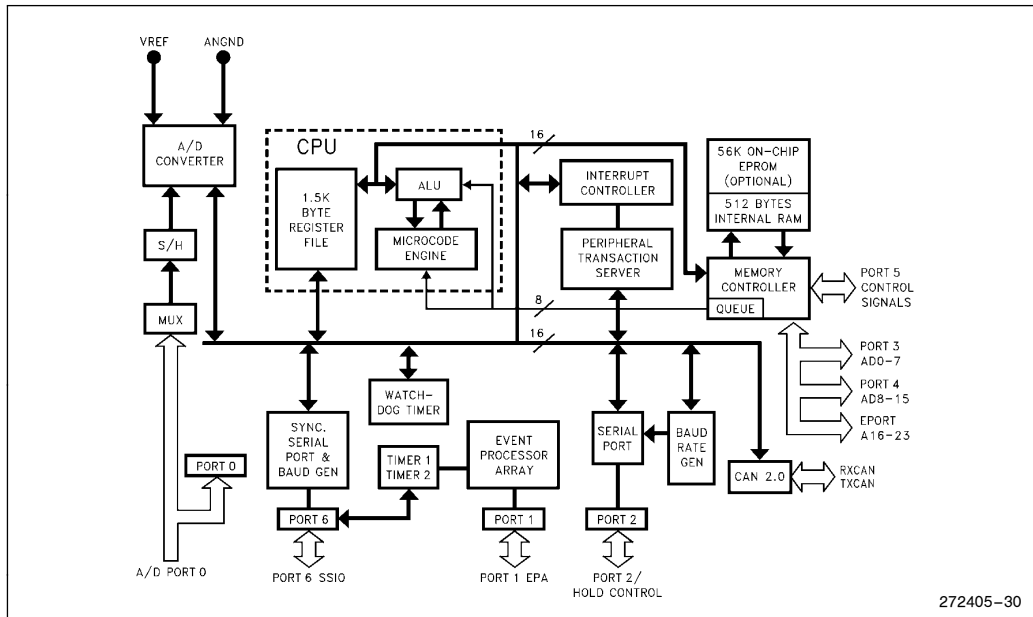 VREF
ANGND
A/D
CONVERTER
S/H
MUX
CPU
1.5K
BYTE
REGISTER
FILE
ALU
MICROCODE
ENGINE
16
8
16
INTERRUPT
CONTROLLER
PERIPHERAL
TRANSACTION
SERVER
56K ON-CHIP
EPROM
(OPTIONAL)
512 BYTES
INTERNAL RAM
MEMORY
CONTROLLER
QUEUE
PORT 5
CONTROL
SIGNALS
PORT 3
AD0-7
PORT 4
AD8-15
EPORT
A16-23
WATCH-
DOG TIMER
SYNC.
SERIAL
PORT &
BAUD GEN
TIMER 1
TIMER 2
EVENT
PROCESSOR
ARRAY
SERIAL
PORT
BAUD
RATE
GEN
CAN 2.0
RXCAN
TXCAN
PORT 0
PORT 6
PORT 1
PORT 2
A/D PORT 0
PORT 6 SSIO
PORT 1 EPA
PORT 2/
HOLD CONTROL
272405-30